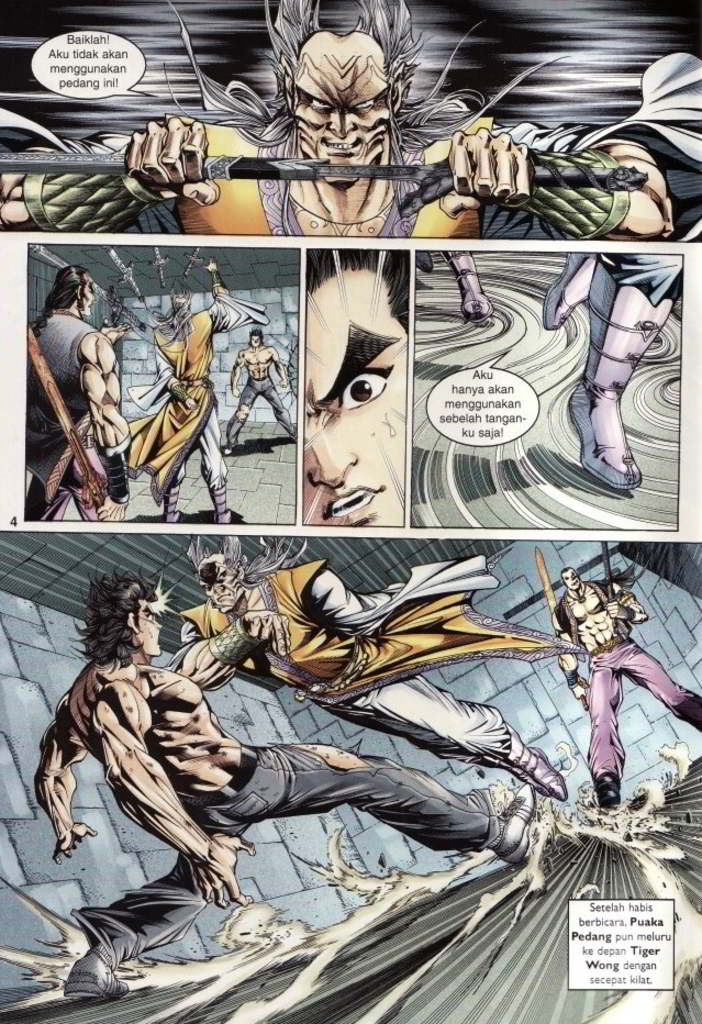 Baiklah!
Aku tidak akan
menggunakan
pedang ini!
Aku
hanya akan
menggunakan
sebelah tangan-
ku saja!
4
Setelah habis
berbicara, Puaka
Pedang pun meluru
ke depan Tiger
Wong dengan
secepat kilat.